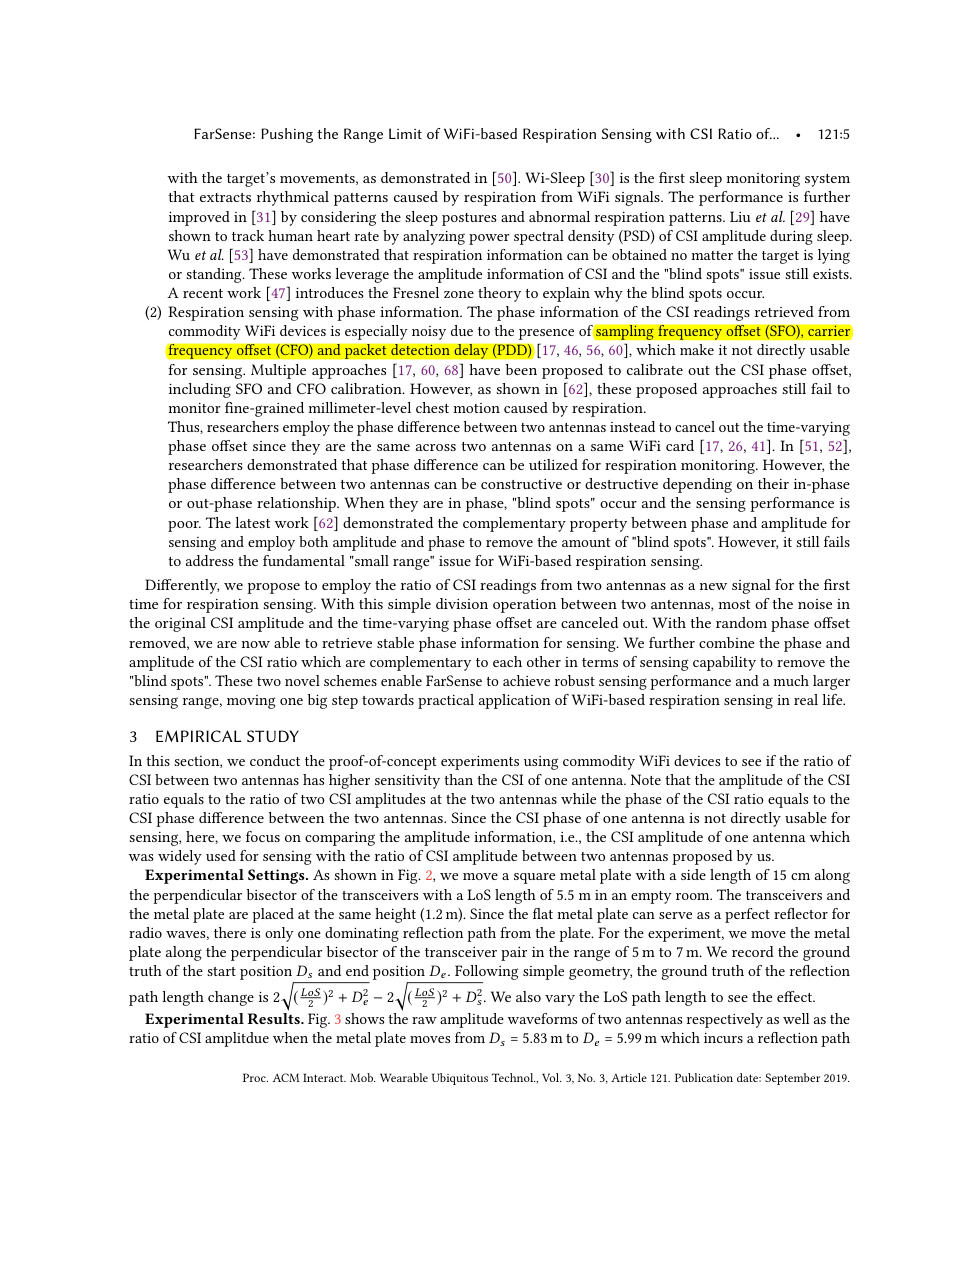 FarSense: Pushing the Range Limit of WiFi-based Respiration Sensing with CSI Ratio of... • 121:5
with the target's movements, as demonstrated in [50]. Wi-Sleep [30] is the first sleep monitoring system
that extracts rhythmical patterns caused by respiration from WiFi signals. The performance is further
improved in [31] by considering the sleep postures and abnormal respiration patterns. Liu et al. [29] have
shown to track human heart rate by analyzing power spectral density (PSD) of CSI amplitude during sleep.
Wu et al. [53] have demonstrated that respiration information can be obtained no matter the target is lying
or standing. These works leverage the amplitude information of CSI and the "blind spots" issue still exists.
A recent work [47] introduces the Fresnel zone theory to explain why the blind spots occur.
(2) Respiration sensing with phase information. The phase information of the CSI readings retrieved from
commodity WiFi devices is especially noisy due to the presence of sampling frequency offset (SFO), carrier
frequency offset (CFO) and packet detection delay (PDD) [17, 46, 56, 60], which make it not directly usable
for sensing. Multiple approaches [17, 60, 68] have been proposed to calibrate out the CSI phase offset,
including SFO and CFO calibration. However, as shown in [62], these proposed approaches still fail to
monitor fine-grained millimeter-level chest motion caused by respiration.
Thus, researchers employ the phase difference between two antennas instead to cancel out the time-varying
phase offset since they are the same across two antennas on a same WiFi card [17, 26, 41]. In [51, 52],
researchers demonstrated that phase difference can be utilized for respiration monitoring. However, the
phase difference between two antennas can be constructive or destructive depending on their in-phase
or out-phase relationship. When they are in phase, "blind spots" occur and the sensing performance is
poor. The latest work [62] demonstrated the complementary property between phase and amplitude for
sensing and employ both amplitude and phase to remove the amount of "blind spots". However, it still fails
to address the fundamental "small range" issue for WiFi-based respiration sensing.
Differently, we propose to employ the ratio of CSI readings from two antennas as a new signal for the first
time for respiration sensing. With this simple division operation between two antennas, most of the noise in
the original CSI amplitude and the time-varying phase offset are canceled out. With the random phase offset
removed, we are now able to retrieve stable phase information for sensing. We further combine the phase and
amplitude of the CSI ratio which are complementary to each other in terms of sensing capability to remove the
"blind spots". These two novel schemes enable FarSense to achieve robust sensing performance and a much larger
sensing range, moving one big step towards practical application of WiFi-based respiration sensing in real life.
3 EMPIRICAL STUDY
In this section, we conduct the proof-of-concept experiments using commodity WiFi devices to see if the ratio of
CSI between two antennas has higher sensitivity than the CSI of one antenna. Note that the amplitude of the CSI
ratio equals to the ratio of two CSI amplitudes at the two antennas while the phase of the CSI ratio equals to the
CSI phase difference between the two antennas. Since the CSI phase of one antenna is not directly usable for
sensing, here, we focus on comparing the amplitude information, i.e., the CSI amplitude of one antenna which
was widely used for sensing with the ratio of CSI amplitude between two antennas proposed by us.
Experimental Settings. As shown in Fig. 2, we move a square metal plate with a side length of 15 cm along
the perpendicular bisector of the transceivers with a LoS length of 5.5 m in an empty room. The transceivers and
the metal plate are placed at the same height (1.2 m). Since the flat metal plate can serve as a perfect reflector for
radio waves, there is only one dominating reflection path from the plate. For the experiment, we move the metal
plate along the perpendicular bisector of the transceiver pair in the range of 5 m to 7 m. We record the ground
truth of the start position D_s and end position D_e. Following simple geometry, the ground truth of the reflection
path length change is 2√((LoS/2)² + D_e²) − 2√((LoS/2)² + D_s²). We also vary the LoS path length to see the effect.
Experimental Results. Fig. 3 shows the raw amplitude waveforms of two antennas respectively as well as the
ratio of CSI amplitdue when the metal plate moves from D_s = 5.83 m to D_e = 5.99 m which incurs a reflection path
Proc. ACM Interact. Mob. Wearable Ubiquitous Technol., Vol. 3, No. 3, Article 121. Publication date: September 2019.